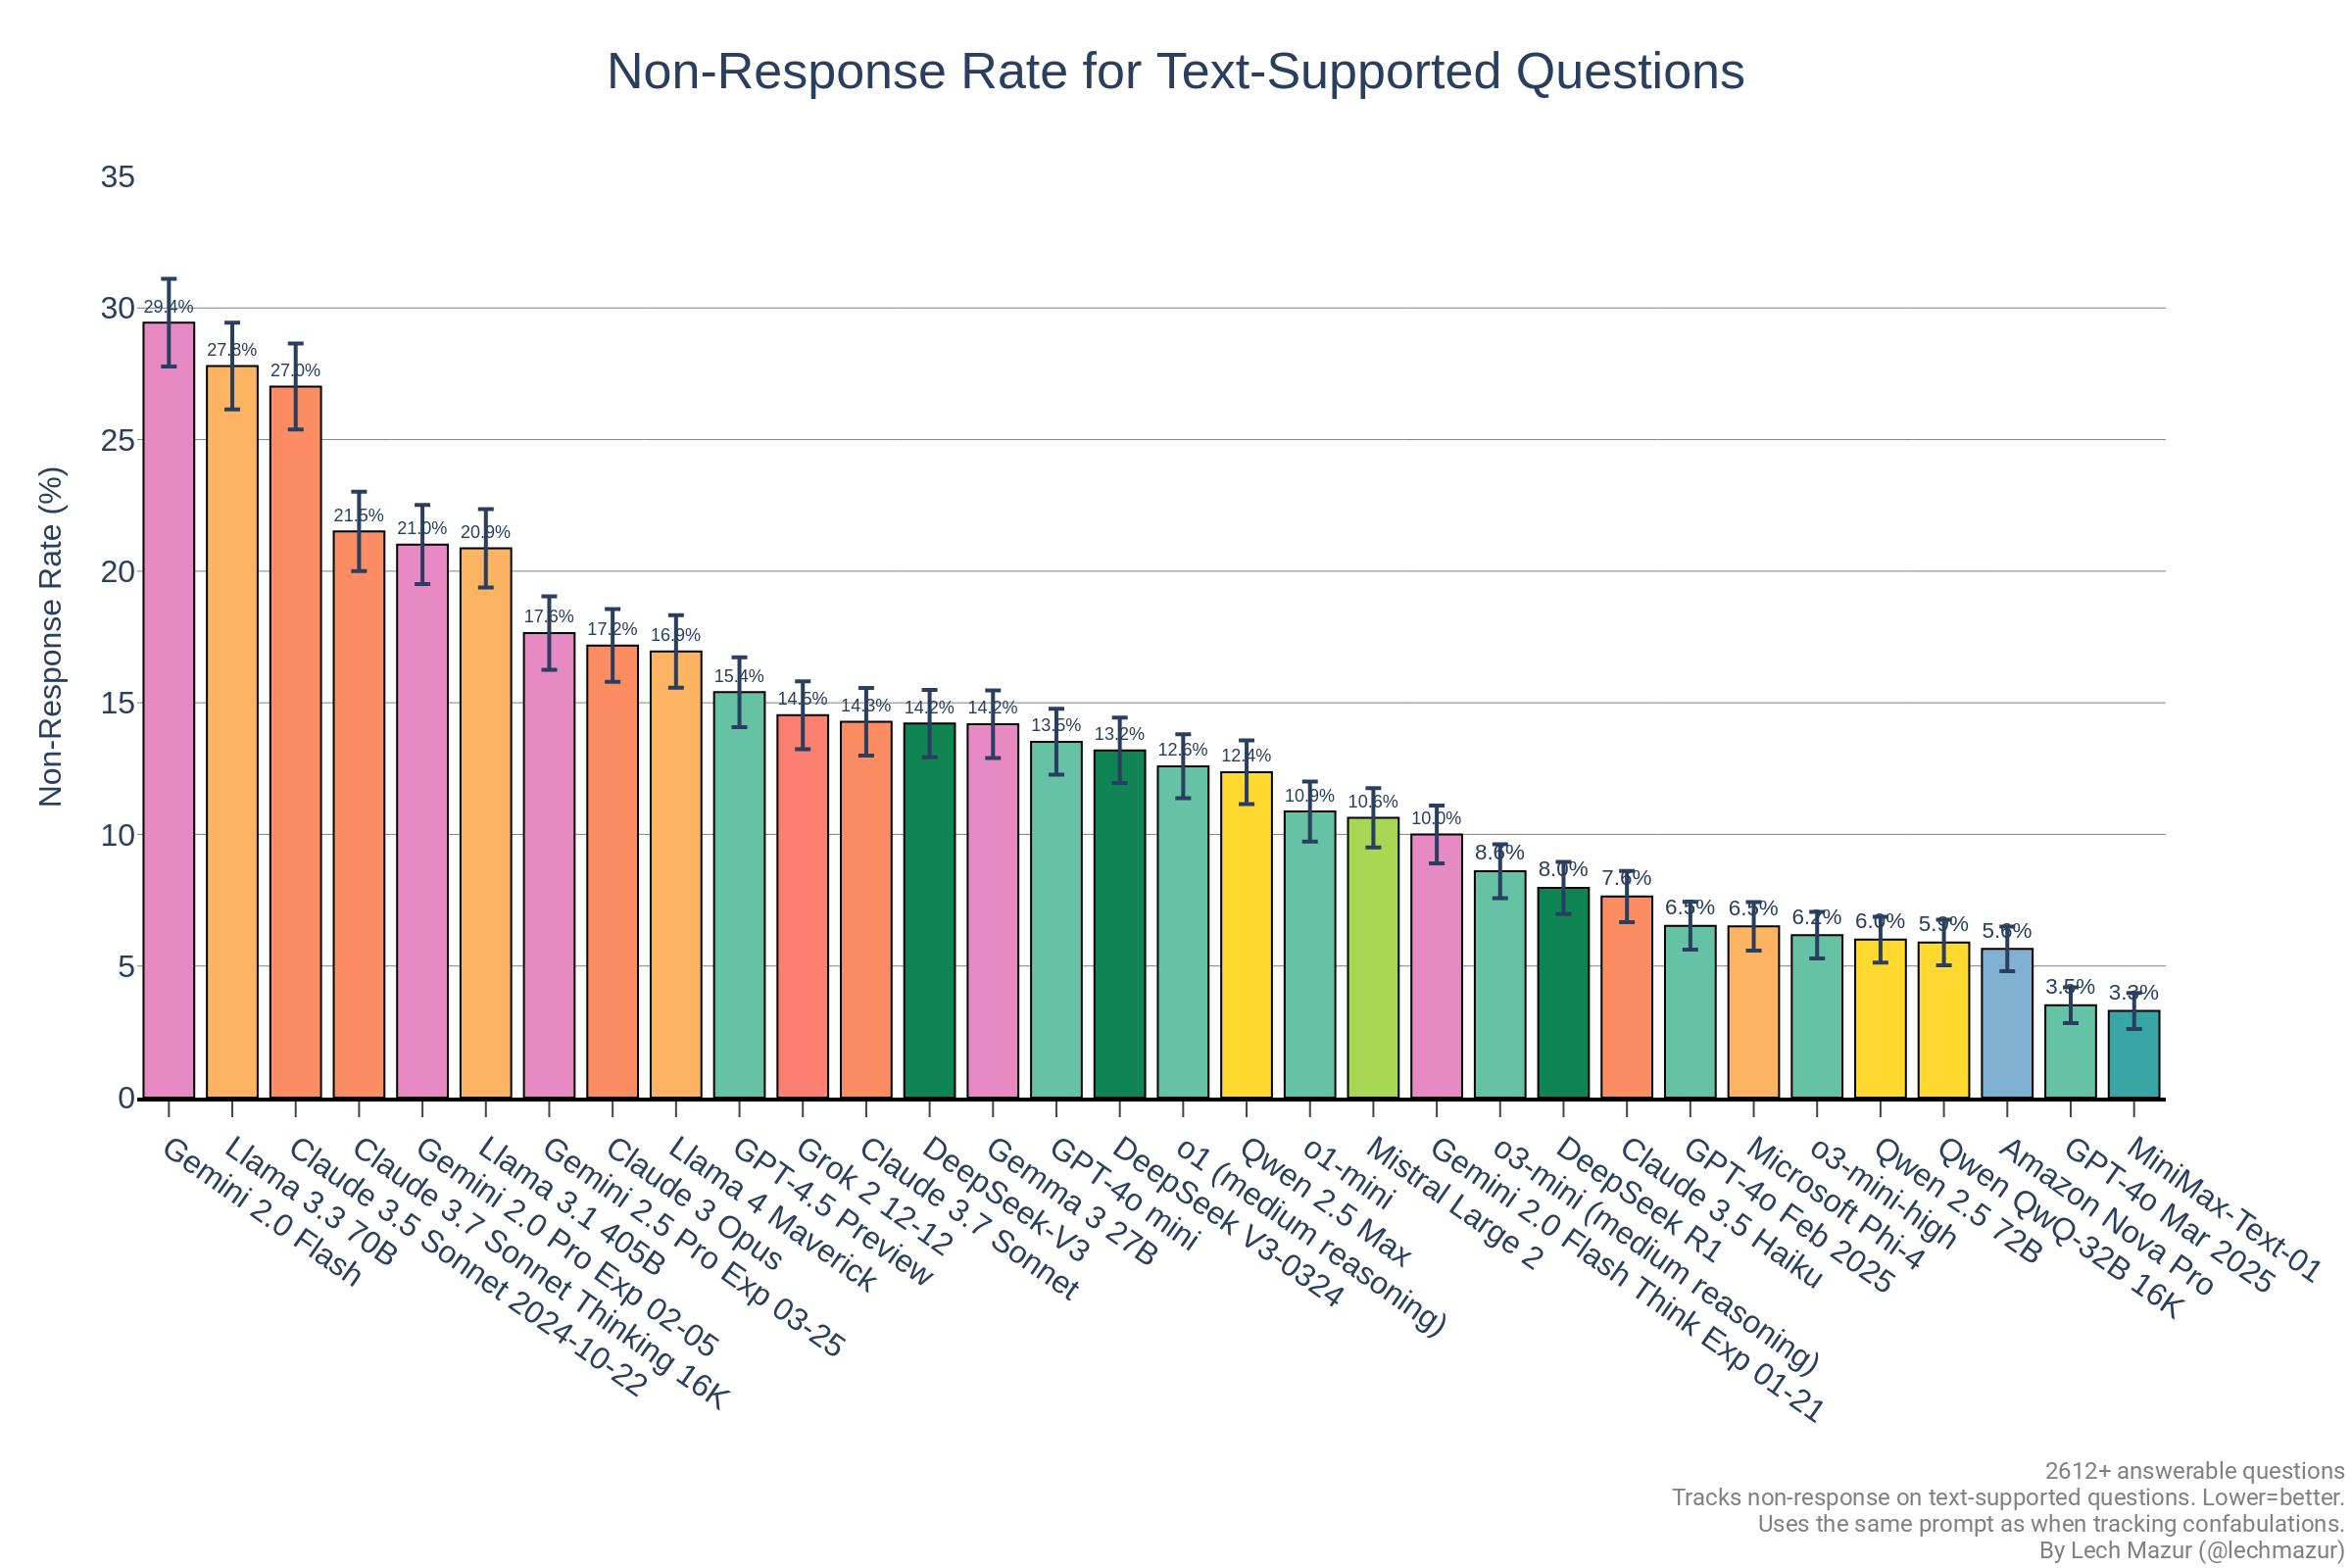 Non-Response Rate for Text-Supported Questions
Non-Response Rate (%)
35
30
25
20
15
10
5
0
29.4%
27.8%
27.0%
21.5%
21.0%
20.9%
17.6%
17.2%
16.9%
15.4%
14.5%
14.3%
14.2%
14.2%
13.5%
13.2%
12.6%
12.4%
10.9%
10.6%
10.0%
8.6%
8.0%
7.6%
6.5%
6.5%
6.2%
6.0%
5.9%
5.6%
3.5%
3.3%
Gemini 2.0 Flash
Llama 3.3 70B
Claude 3.5 Sonnet 2024-10-22
Claude 3.7 Sonnet Thinking 16K
Gemini 2.0 Pro Exp 02-05
Llama 3.1 405B
Gemini 2.5 Pro Exp 03-25
Claude 3 Opus
Llama 4 Maverick
GPT-4.5 Preview
Grok 2 12-12
Claude 3.7 Sonnet
DeepSeek-V3
Gemma 3 27B
GPT-4o mini
DeepSeek V3-0324
o1 (medium reasoning)
Qwen 2.5 Max
o1-mini
Mistral Large 2
Gemini 2.0 Flash Think Exp 01-21
o3-mini (medium reasoning)
DeepSeek R1
Claude 3.5 Haiku
GPT-4o Feb 2025
Microsoft Phi-4
o3-mini-high
Qwen 2.5 72B
Qwen QwQ-32B 16K
Amazon Nova Pro
GPT-4o Mar 2025
MiniMax-Text-01
2612+ answerable questions
Tracks non-response on text-supported questions. Lower=better.
Uses the same prompt as when tracking confabulations.
By Lech Mazur (@lechmazur)